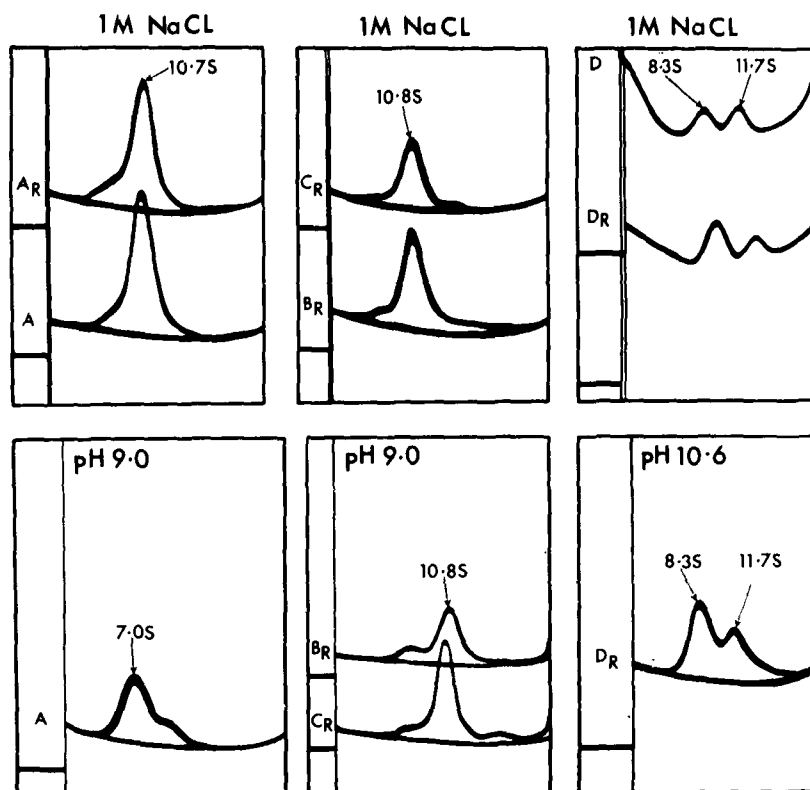 1M NaCL
1M NaCL
1M NaCL
10·7S
AR
A
10·8S
CR
BR
D
8·3S
11·7S
DR
pH 9·0
7·0S
A
pH 9·0
10·8S
BR
CR
pH 10·6
8·3S
11·7S
DR